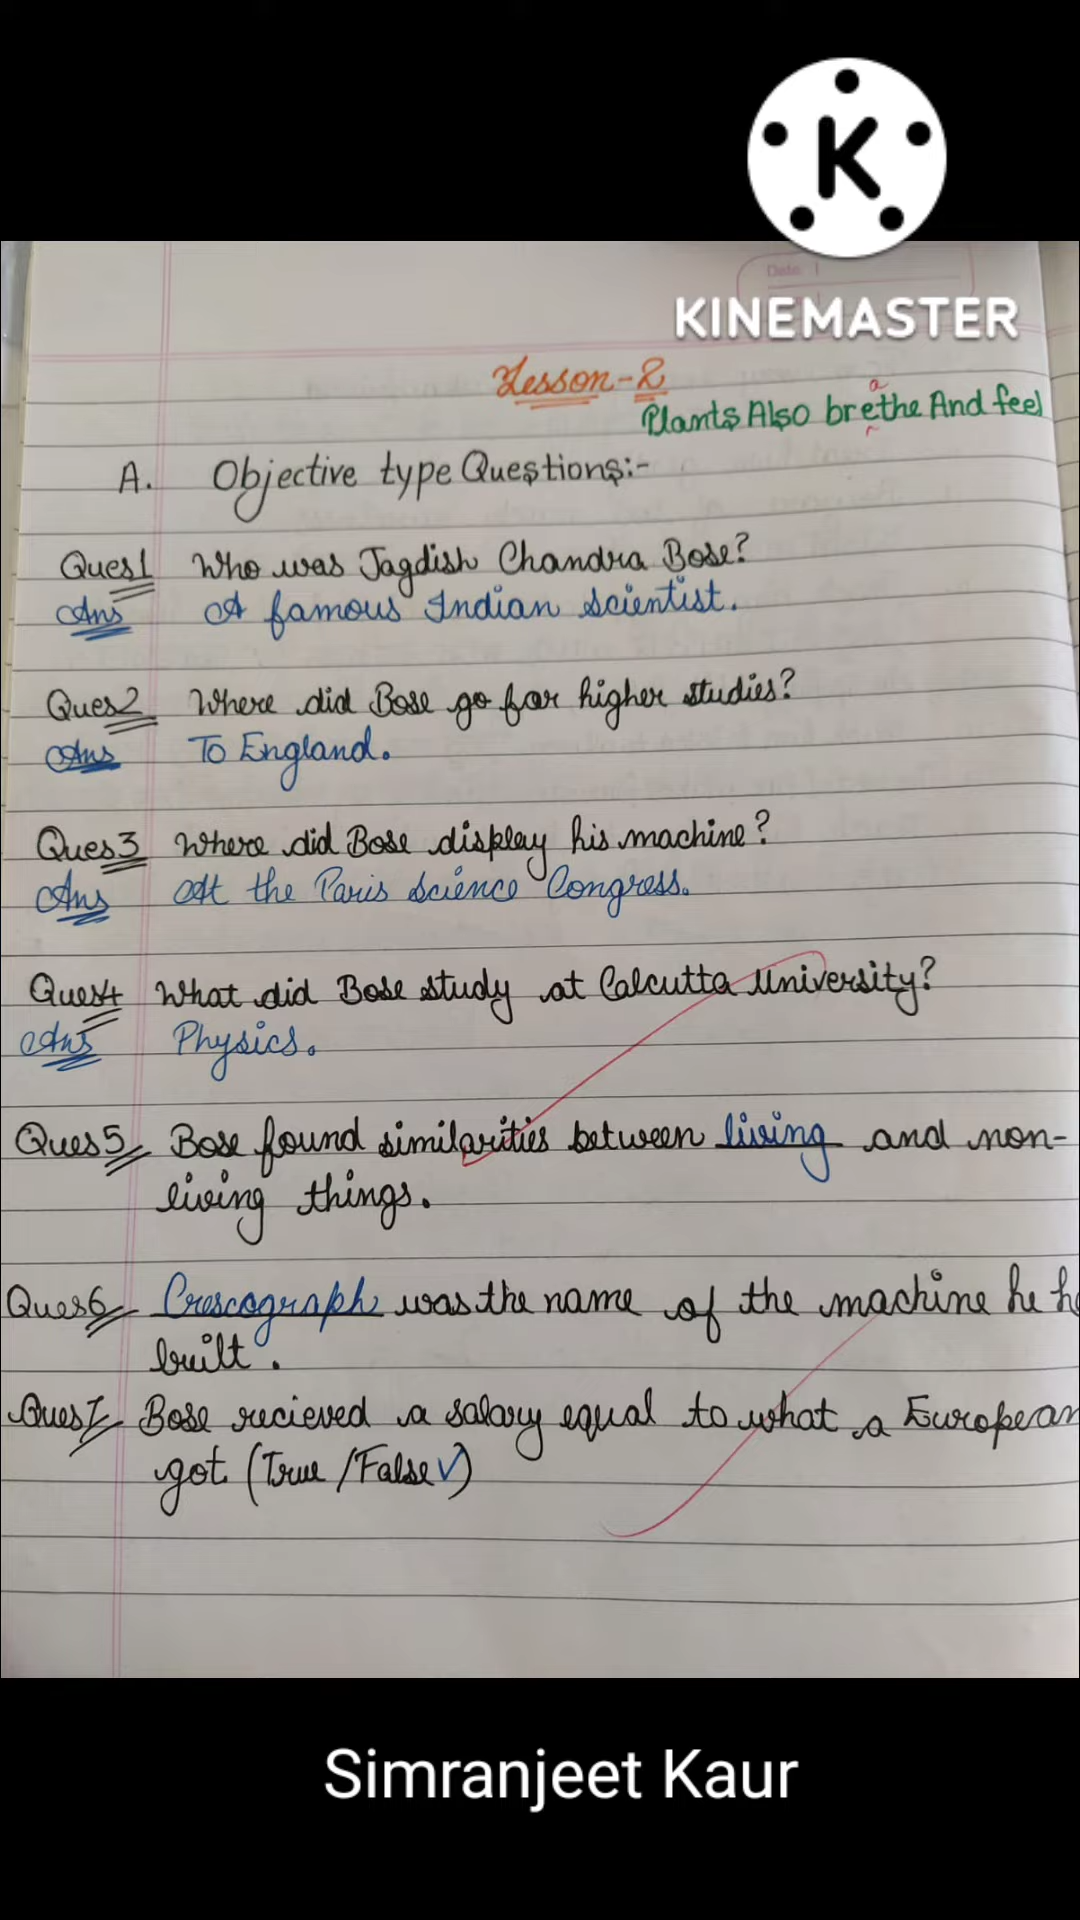 K
KINEMASTER
Date
Lesson-2
a
Plants Also brethe And feel
A. Objective type Questions:-
Ques1 Who was Jagdish Chandra Bose?
Ans A famous Indian scientist.
Ques2 Where did Bose go for higher studies?
Ans To England.
Ques3 Where did Bose display his machine?
Ans At the Paris science Congress.
Ques4 What did Bose study at Calcutta University?
Ans Physics.
Ques5 Bose found similarities between living and non-
living things.
Ques6 Crescograph was the name of the machine he
built.
Ques7 Bose recieved a salary equal to what a European
got (True/False✓)
Simranjeet Kaur